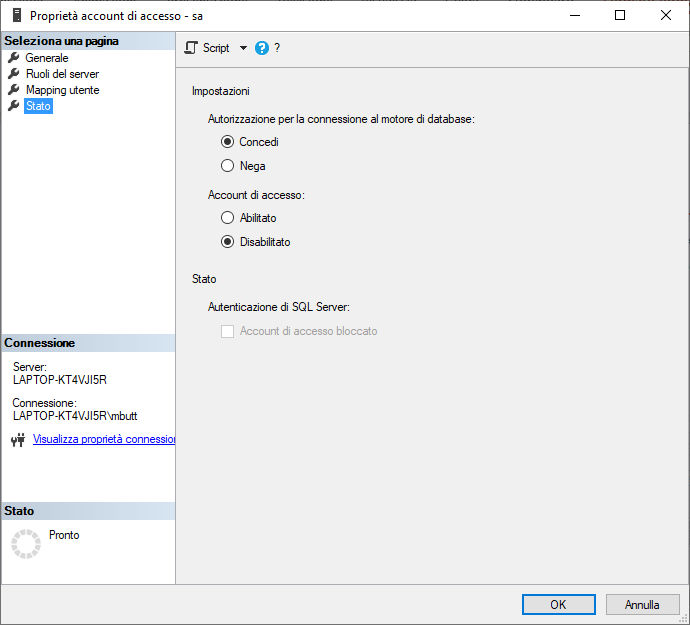 Proprietà account di accesso - sa
Seleziona una pagina
Generale
Ruoli del server
Mapping utente
Stato
Script
?
?
Impostazioni
Autorizzazione per la connessione al motore di database:
Concedi
Nega
Account di accesso:
Abilitato
Disabilitato
Stato
Autenticazione di SQL Server:
Account di accesso bloccato
Connessione
Server:
LAPTOP-KT4VJI5R
Connessione:
LAPTOP-KT4VJI5R\mbutt
Visualizza proprietà connession
Stato
Pronto
OK
Annulla